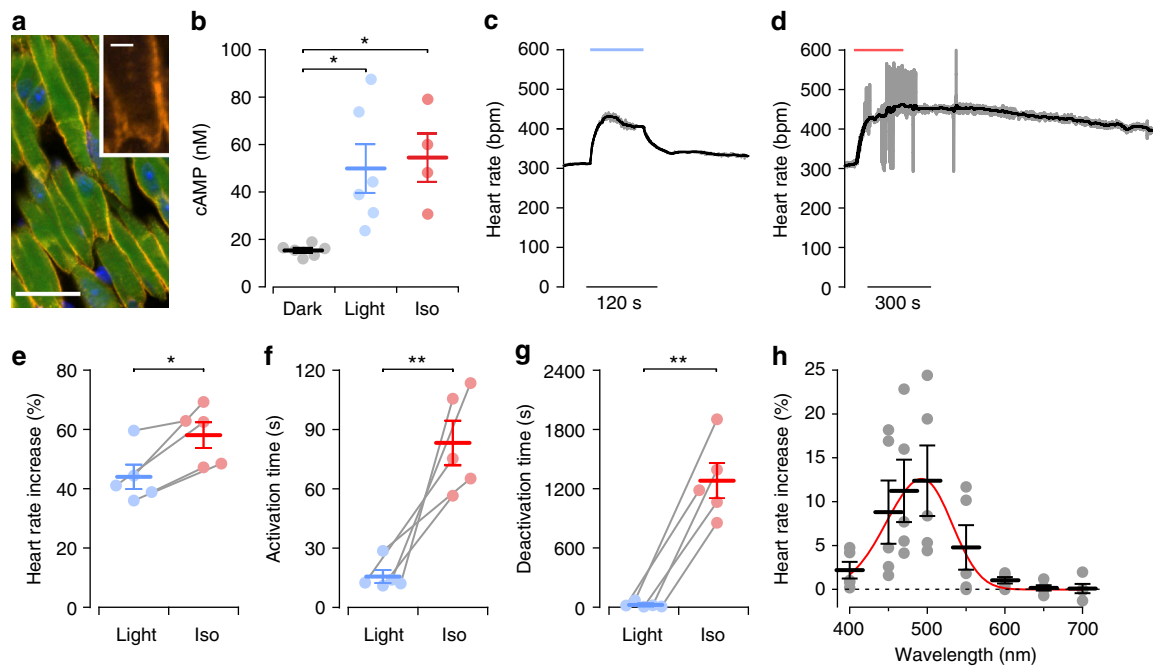 a
b
cAMP (nM)
100
80
60
40
20
0
*
*
Dark
Light
Iso
c
Heart rate (bpm)
600
500
400
300
200
100
0
120 s
d
Heart rate (bpm)
600
500
400
300
200
100
0
300 s
e
Heart rate increase (%)
80
60
40
20
0
*
Light
Iso
f
Activation time (s)
120
90
60
30
0
**
Light
Iso
g
Deactivation time (s)
2400
1800
1200
600
0
**
Light
Iso
h
Heart rate increase (%)
25
20
15
10
5
0
400
500
600
700
Wavelength (nm)